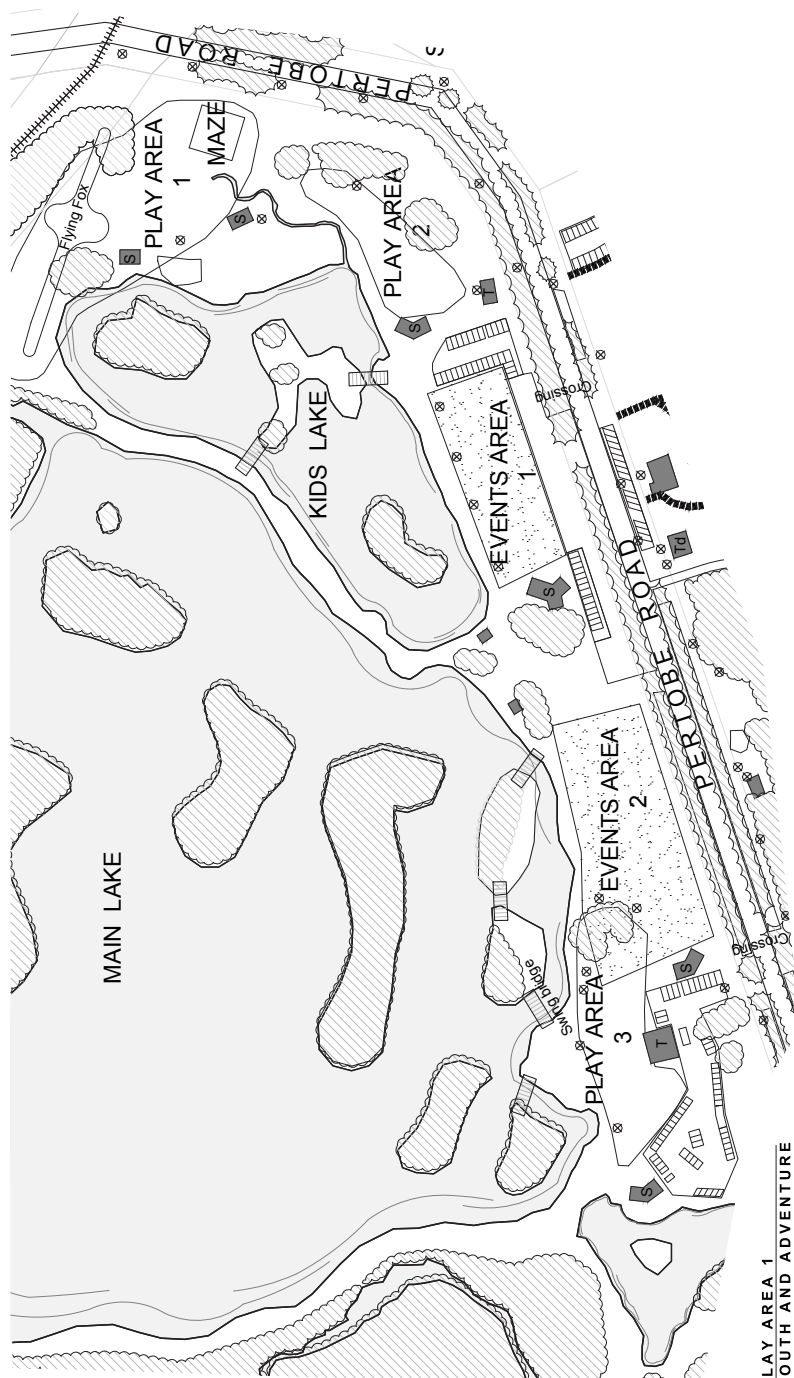 PERTOBE ROAD
S
MAZE
PLAY AREA
1
Flying Fox
S
S
PLAY AREA
2
T
S
Crossing
KIDS LAKE
EVENTS AREA
1
Td
S
PERTOBE ROAD
EVENTS AREA
2
MAIN LAKE
Crossing
S
Swing bridge
PLAY AREA
3
T
S
LAY AREA 1
OUTH AND ADVENTURE